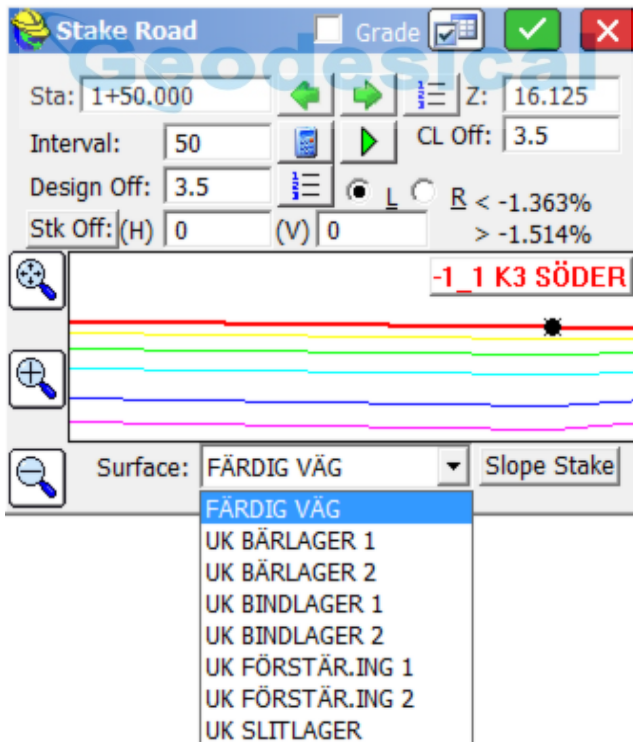 Stake Road Grade
Geodesical
Sta: 1+50.000 Z: 16.125
Interval: 50 CL Off: 3.5
Design Off: 3.5 L R < -1.363%
Stk Off: (H) 0 (V) 0 > -1.514%
-1_1 K3 SÖDER
Surface: FÄRDIG VÄG Slope Stake
FÄRDIG VÄG
UK BÄRLAGER 1
UK BÄRLAGER 2
UK BINDLAGER 1
UK BINDLAGER 2
UK FÖRSTÄR.ING 1
UK FÖRSTÄR.ING 2
UK SLITLAGER